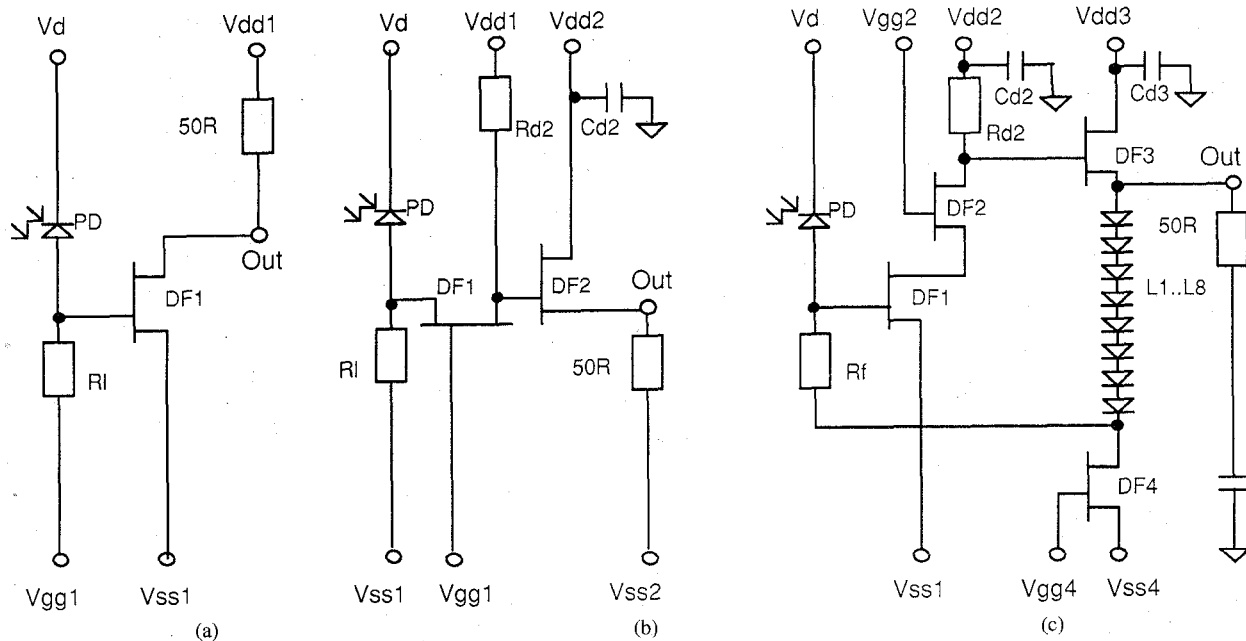 Vd
Vdd1
50R
PD
Out
DF1
Rl
Vgg1
Vss1
(a)
Vd
Vdd1
Vdd2
Rd2
Cd2
PD
DF1
DF2
Out
Rl
50R
Vss1
Vgg1
Vss2
(b)
Vd
Vgg2
Vdd2
Vdd3
Cd2
Cd3
Rd2
DF3
Out
PD
DF2
50R
DF1
L1..L8
Rf
DF4
Vss1
Vgg4
Vss4
(c)